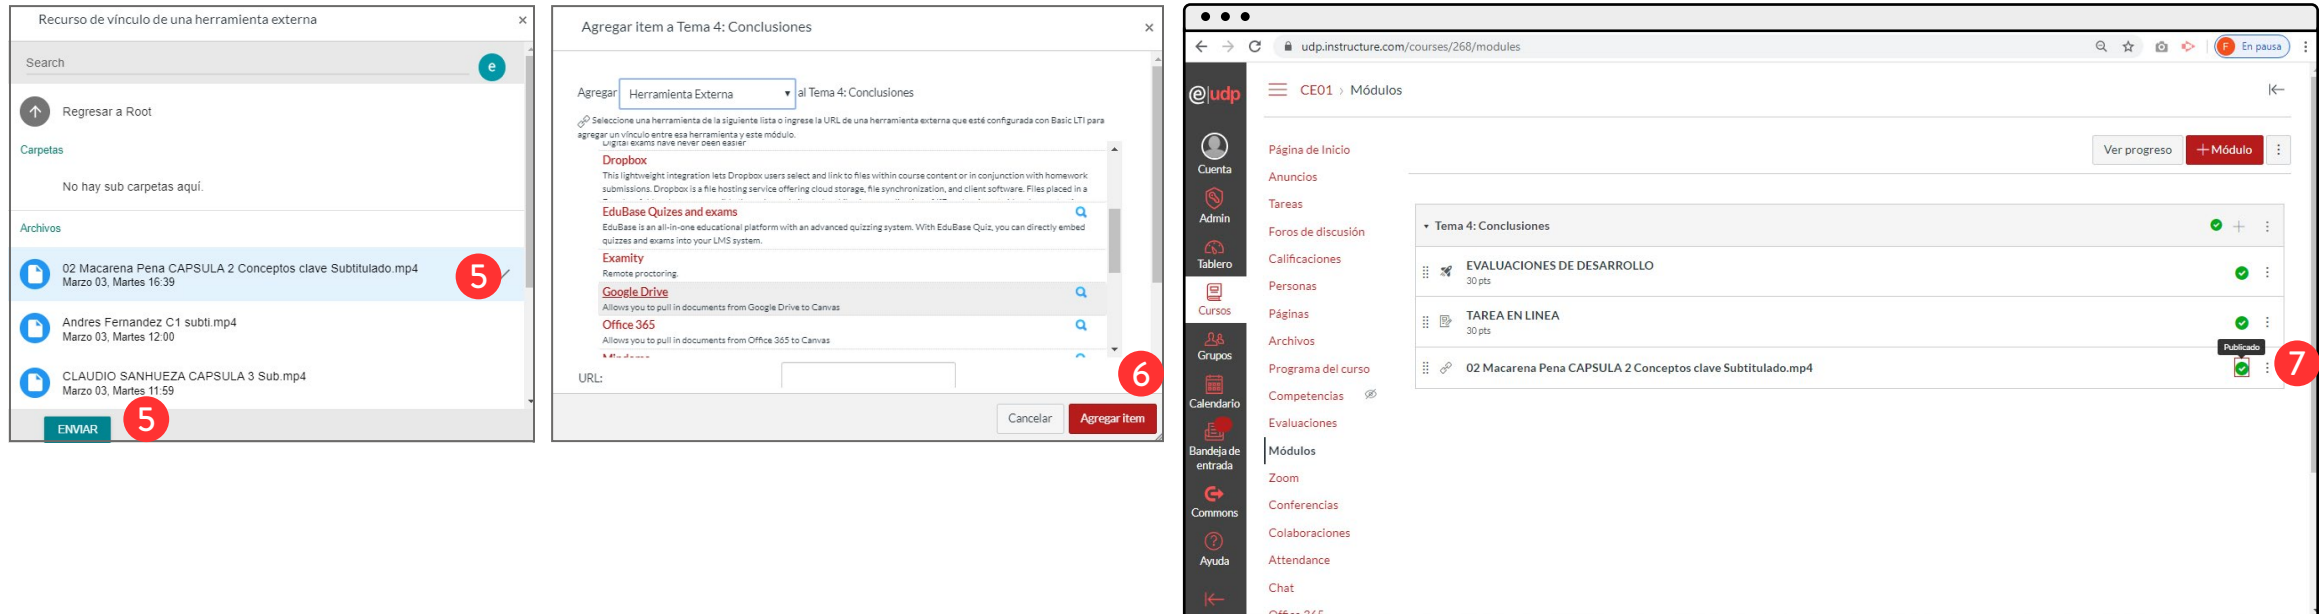 Recurso de vínculo de una herramienta externa
×
Search
e
Regresar a Root
Carpetas
No hay sub carpetas aquí.
Archivos
02 Macarena Pena CAPSULA 2 Conceptos clave Subtitulado.mp4
Marzo 03, Martes 16:39
5
Andres Fernandez C1 subti.mp4
Marzo 03, Martes 12:00
CLAUDIO SANHUEZA CAPSULA 3 Sub.mp4
Marzo 03, Martes 11:59
ENVIAR
5
Agregar item a Tema 4: Conclusiones
×
Agregar Herramienta Externa al Tema 4: Conclusiones
Seleccione una herramienta de la siguiente lista o ingrese la URL de una herramienta externa que esté configurada con Basic LTI para
agregar un vínculo entre esa herramienta y este módulo.
Digital exams have never been easier
Dropbox
This lightweight integration lets Dropbox users select and link to files within course content or in conjunction with homework
submissions. Dropbox is a file hosting service offering cloud storage, file synchronization, and client software. Files placed in a
EduBase Quizes and exams
EduBase is an all-in-one educational platform with an advanced quizzing system. With EduBase Quiz, you can directly embed
quizzes and exams into your LMS system.
Examity
Remote proctoring.
Google Drive
Allows you to pull in documents from Google Drive to Canvas
Office 365
Allows you to pull in documents from Office 365 to Canvas
URL:
6
Cancelar
Agregar item
udp.instructure.com/courses/268/modules
F En pausa
e|udp
CE01 › Módulos
Cuenta
Admin
Tablero
Cursos
Grupos
Calendario
Bandeja de
entrada
Commons
Ayuda
Página de Inicio
Anuncios
Tareas
Foros de discusión
Calificaciones
Personas
Páginas
Archivos
Programa del curso
Competencias
Evaluaciones
Módulos
Zoom
Conferencias
Colaboraciones
Attendance
Chat
Office 365
Ver progreso
+Módulo
Tema 4: Conclusiones
EVALUACIONES DE DESARROLLO
30 pts
TAREA EN LINEA
30 pts
Publicado
02 Macarena Pena CAPSULA 2 Conceptos clave Subtitulado.mp4
7